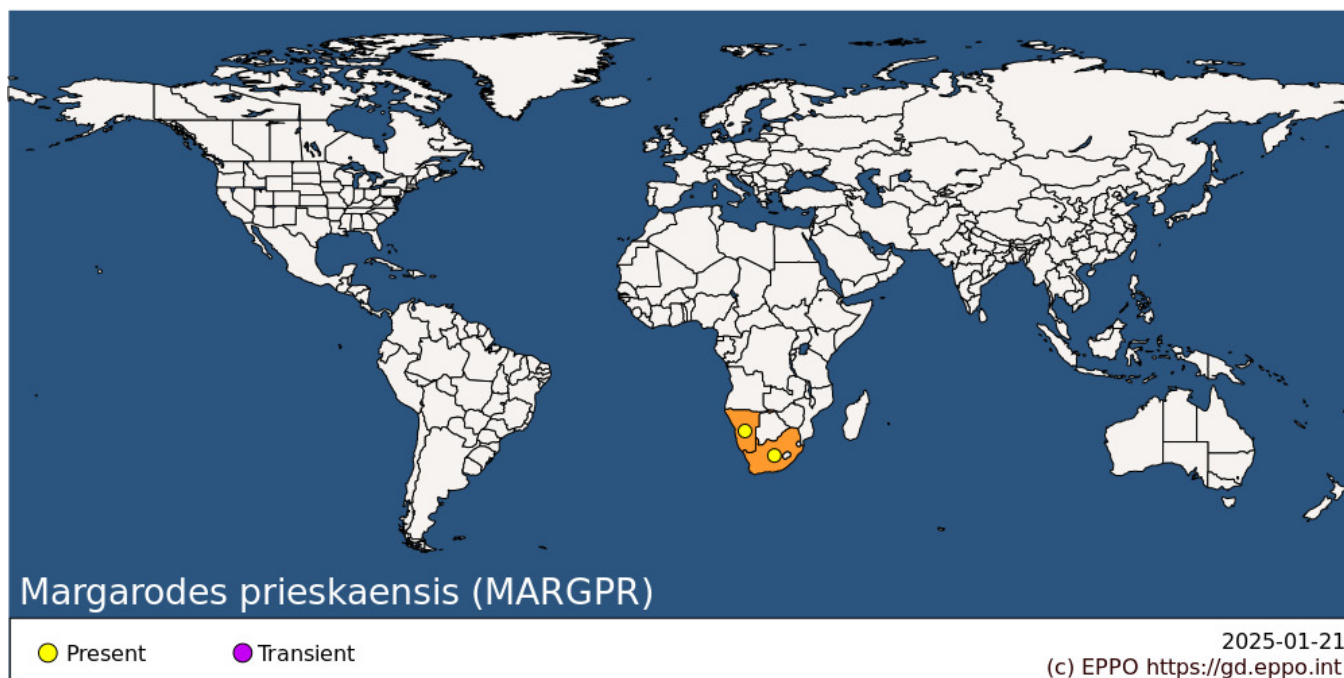 Margarodes prieskaensis (MARGPR)
Present
Transient
2025-01-21
(c) EPPO https://gd.eppo.int